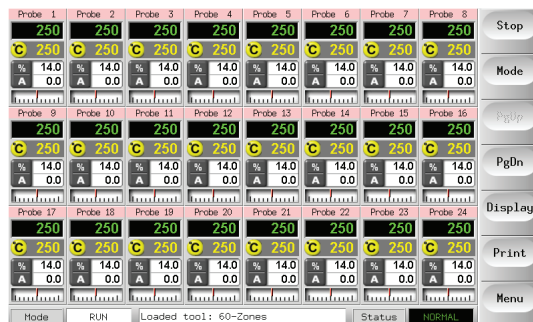 Probe 1 Probe 2 Probe 3 Probe 4 Probe 5 Probe 6 Probe 7 Probe 8
250 250 250 250 250 250 250 250
°C 250 °C 250 °C 250 °C 250 °C 250 °C 250 °C 250 °C 250
% 14.0 % 14.0 % 14.0 % 14.0 % 14.0 % 14.0 % 14.0 % 14.0
A 0.0 A 0.0 A 0.0 A 0.0 A 0.0 A 0.0 A 0.0 A 0.0
Probe 9 Probe 10 Probe 11 Probe 12 Probe 13 Probe 14 Probe 15 Probe 16
250 250 250 250 250 250 250 250
°C 250 °C 250 °C 250 °C 250 °C 250 °C 250 °C 250 °C 250
% 14.0 % 14.0 % 14.0 % 14.0 % 14.0 % 14.0 % 14.0 % 14.0
A 0.0 A 0.0 A 0.0 A 0.0 A 0.0 A 0.0 A 0.0 A 0.0
Probe 17 Probe 18 Probe 19 Probe 20 Probe 21 Probe 22 Probe 23 Probe 24
250 250 250 250 250 250 250 250
°C 250 °C 250 °C 250 °C 250 °C 250 °C 250 °C 250 °C 250
% 14.0 % 14.0 % 14.0 % 14.0 % 14.0 % 14.0 % 14.0 % 14.0
A 0.0 A 0.0 A 0.0 A 0.0 A 0.0 A 0.0 A 0.0 A 0.0
Mode RUN Loaded tool: 60-Zones Status NORMAL
Stop
Mode
PgUp
PgDn
Display
Print
Menu